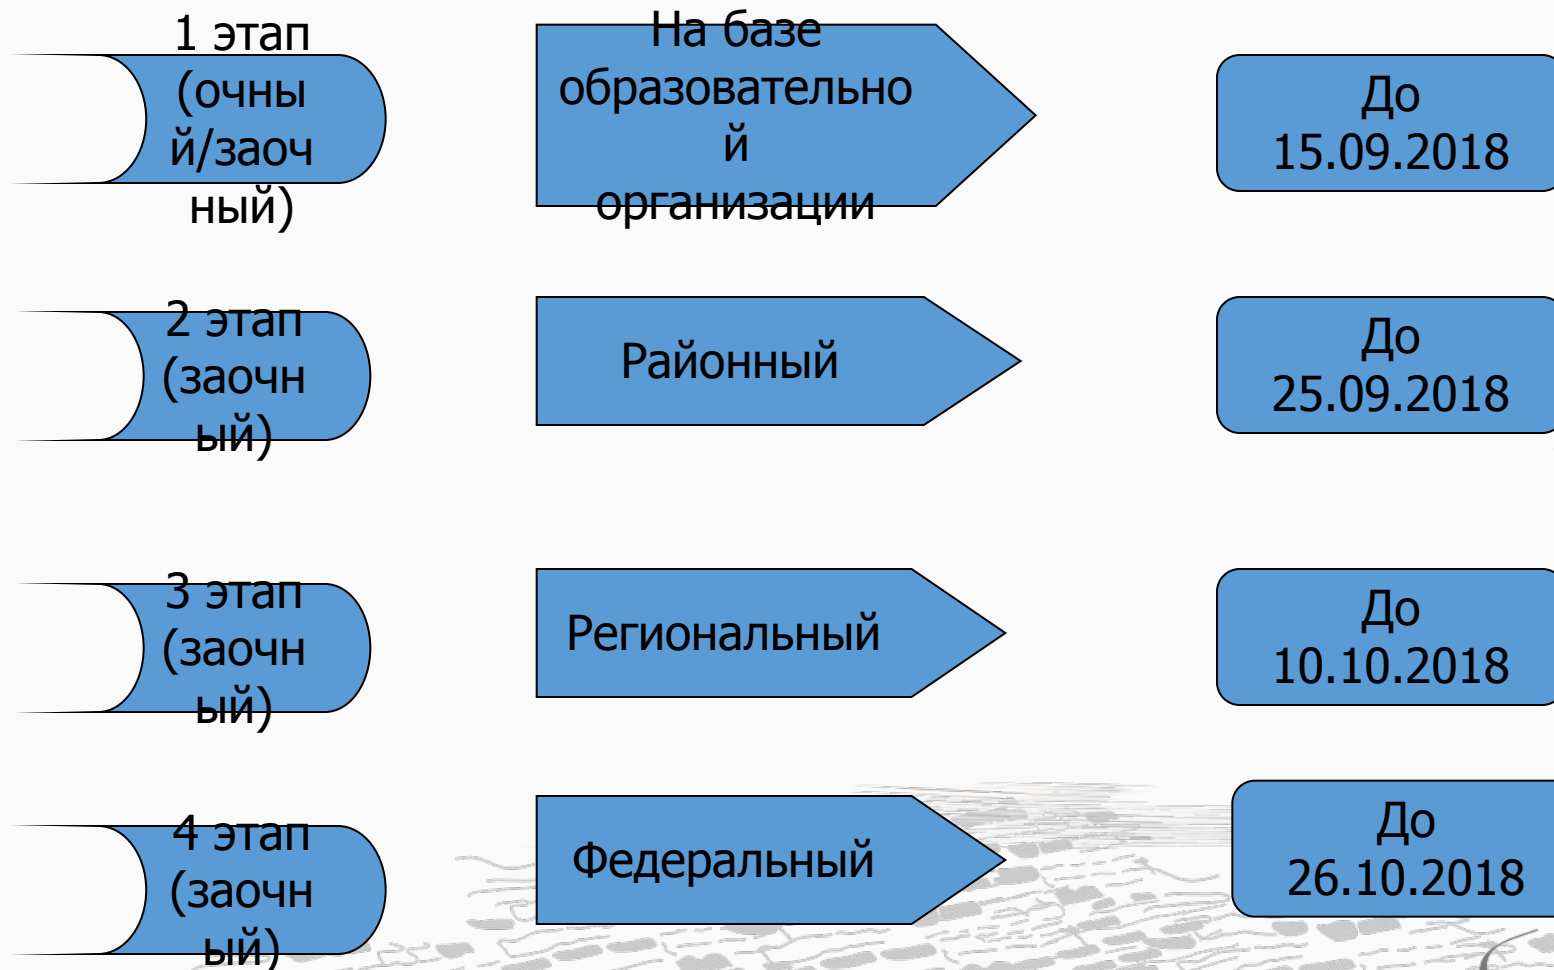 1 этап
(очны
й/заоч
ный)
На базе
образовательно
й
организации
До
15.09.2018
2 этап
(заочн
ый)
Районный
До
25.09.2018
3 этап
(заочн
ый)
Региональный
До
10.10.2018
4 этап
(заочн
ый)
Федеральный
До
26.10.2018